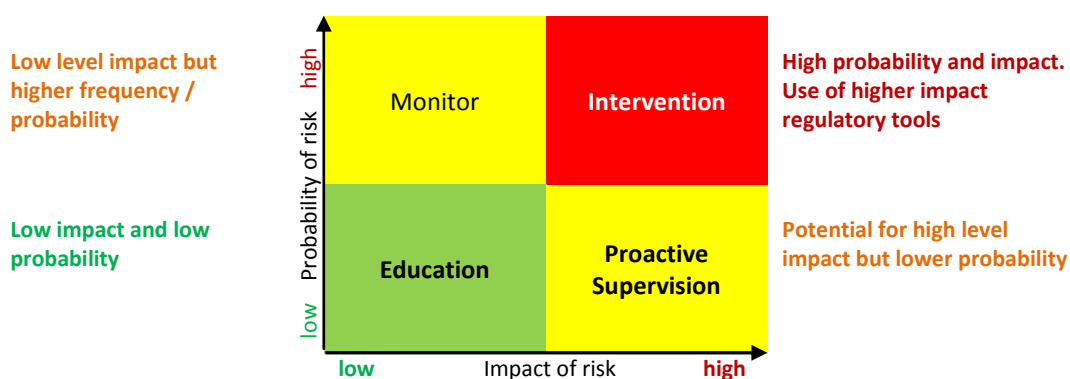 Low level impact but
higher frequency /
probability
Low impact and low
probability
Probability of risk
high
low
Monitor
Intervention
Education
Proactive
Supervision
low
Impact of risk
high
High probability and impact.
Use of higher impact
regulatory tools
Potential for high level
impact but lower probability